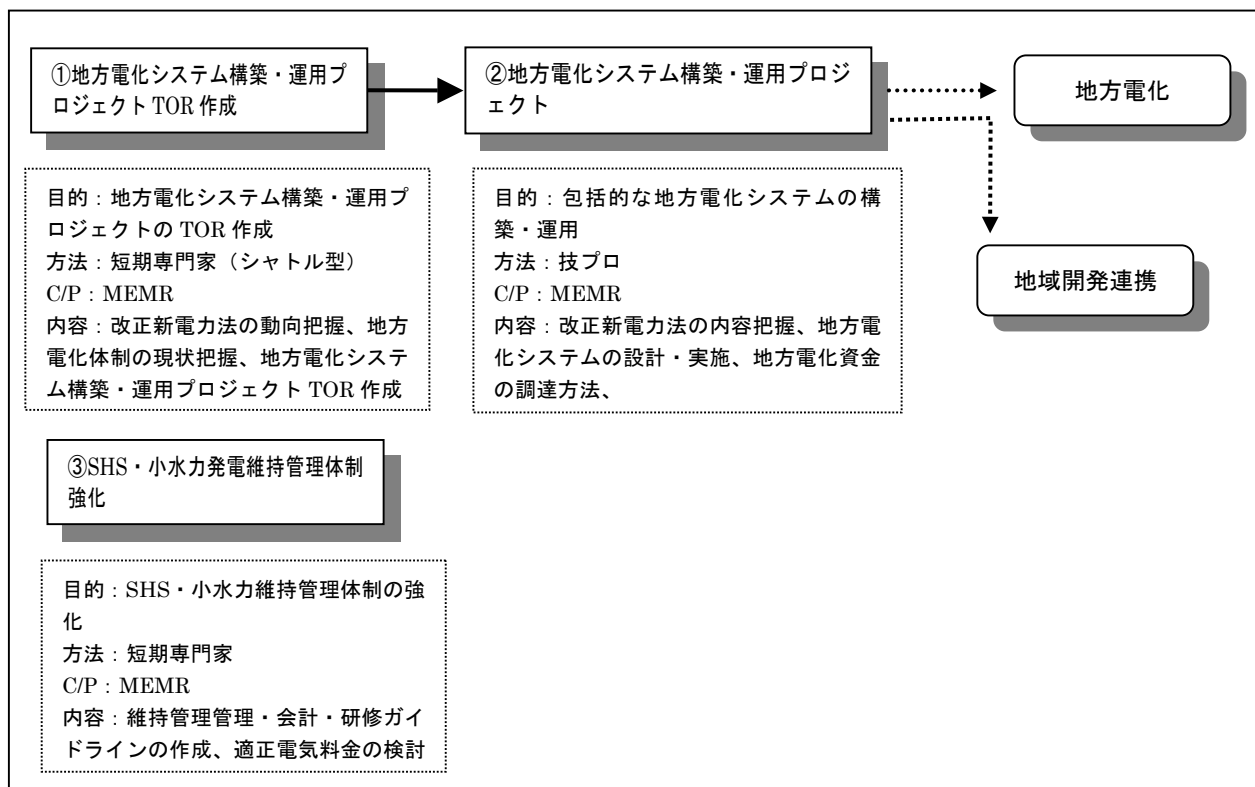 ①地方電化システム構築・運用プ
ロジェクト TOR 作成
②地方電化システム構築・運用プロジ
ェクト
地方電化
目的：地方電化システム構築・運用プ
ロジェクトの TOR 作成
方法：短期専門家（シャトル型）
C/P：MEMR
内容：改正新電力法の動向把握、地方
電化体制の現状把握、地方電化システ
ム構築・運用プロジェクト TOR 作成
目的：包括的な地方電化システムの構
築・運用
方法：技プロ
C/P：MEMR
内容：改正新電力法の内容把握、地方電
化システムの設計・実施、地方電化資金
の調達方法、
地域開発連携
③SHS・小水力発電維持管理体制
強化
目的：SHS・小水力維持管理体制の強
化
方法：短期専門家
C/P：MEMR
内容：維持管理管理・会計・研修ガイ
ドラインの作成、適正電気料金の検討